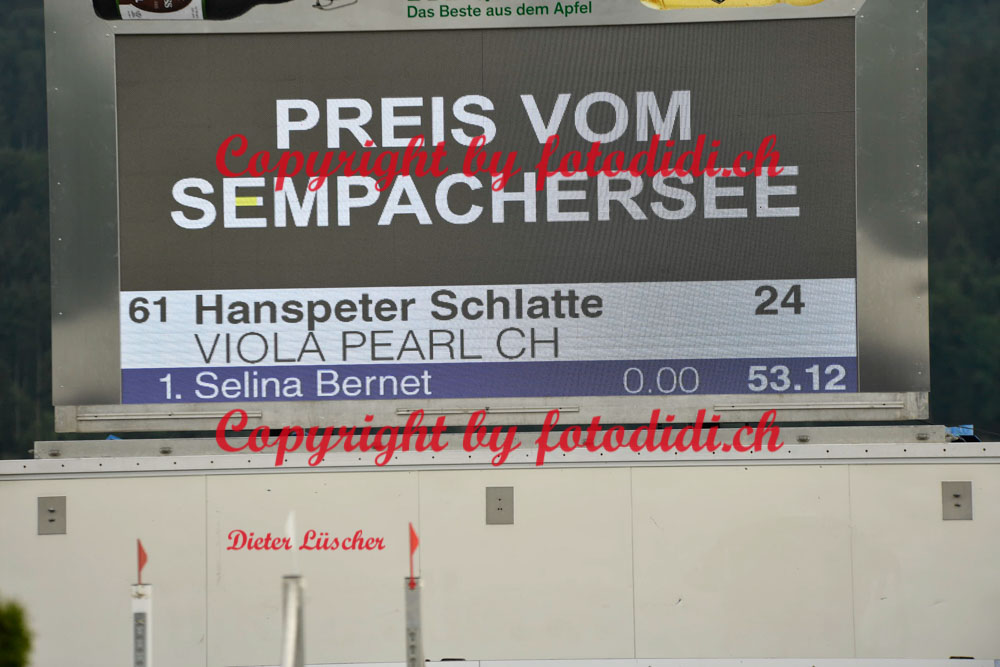 Das Beste aus dem Apfel
PREIS VOM
Copyright by fotodidi.ch
SEMPACHERSEE
61 Hanspeter Schlatte 24
VIOLA PEARL CH
1. Selina Bernet 0.00 53.12
Copyright by fotodidi.ch
Dieter Lüscher